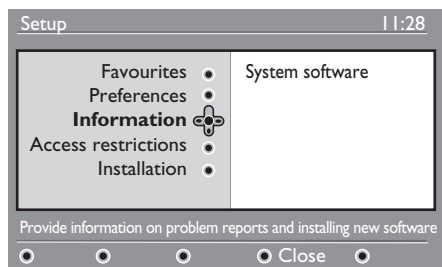 Setup 11:28
Favourites System software
Preferences
Information
Access restrictions
Installation
Provide information on problem reports and installing new software
Close